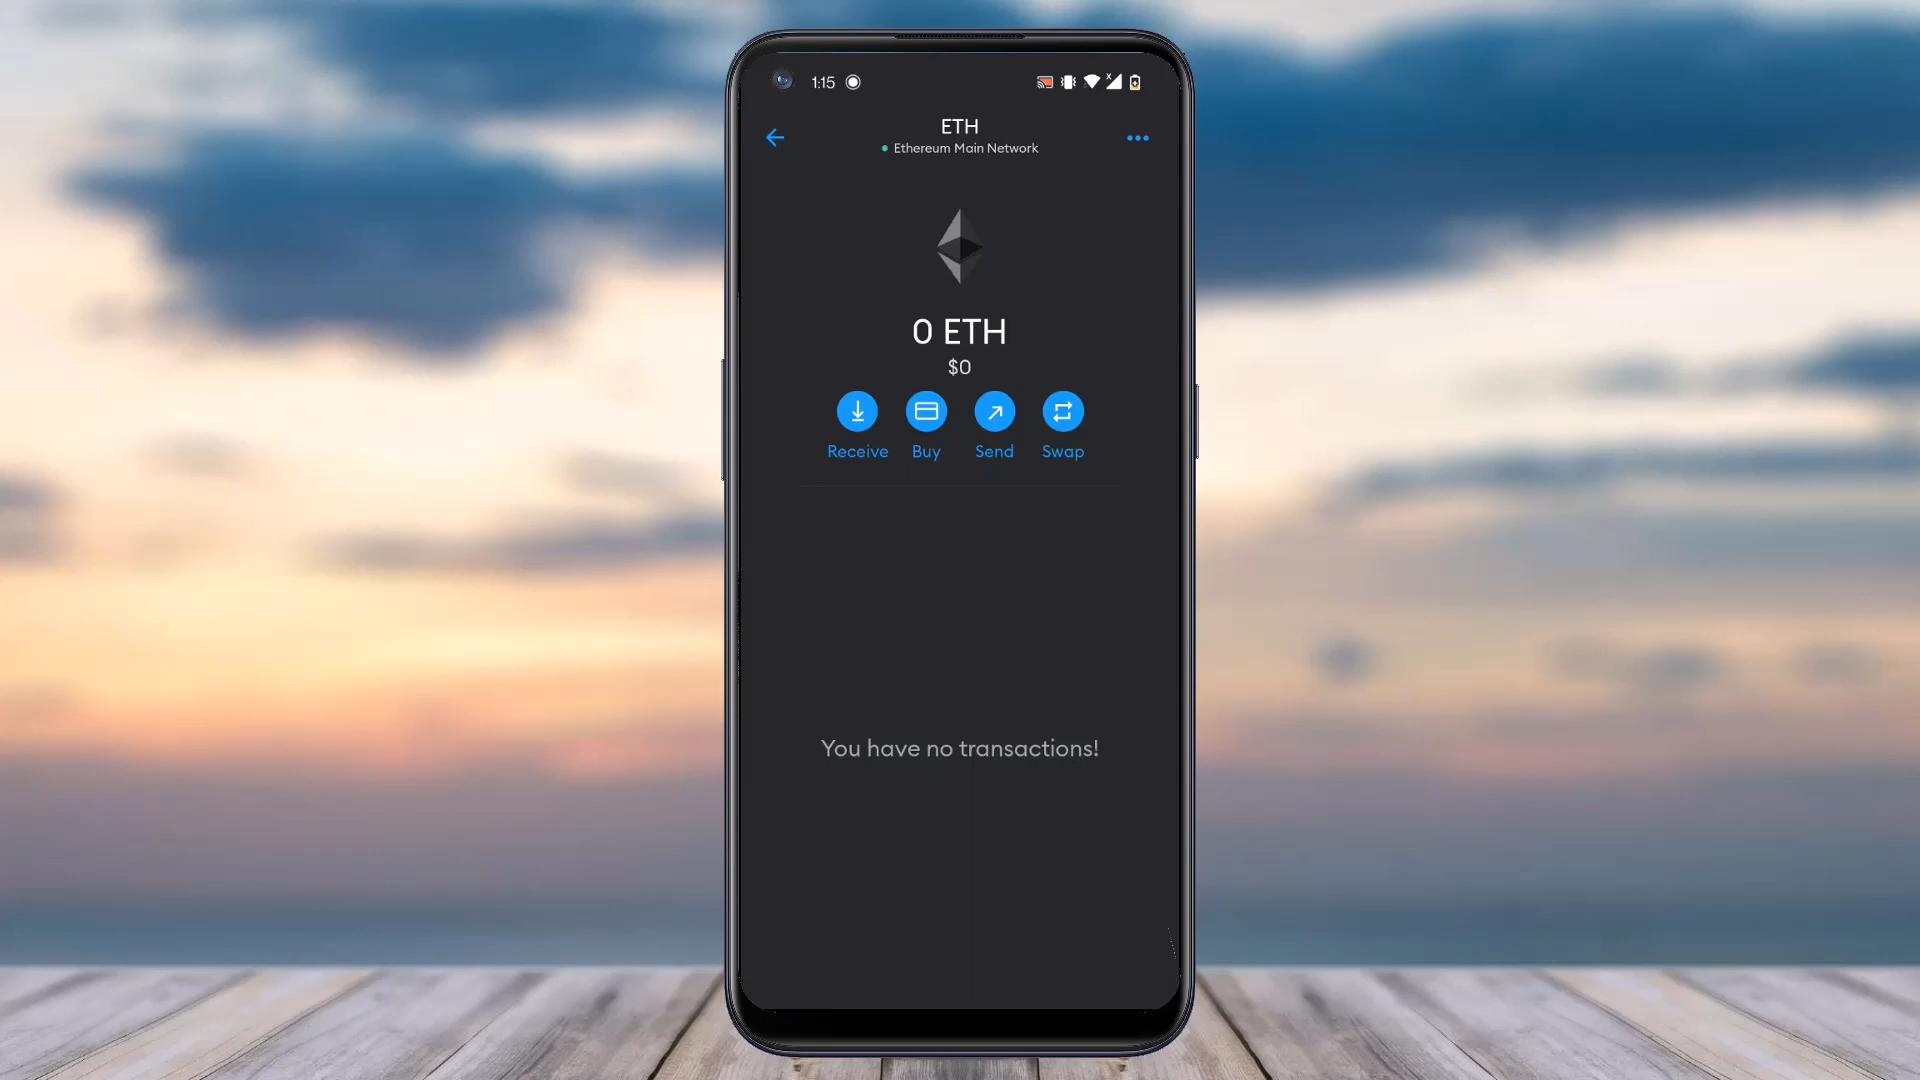 1:15
ETH
Ethereum Main Network
0 ETH
$0
Receive Buy Send Swap
You have no transactions!